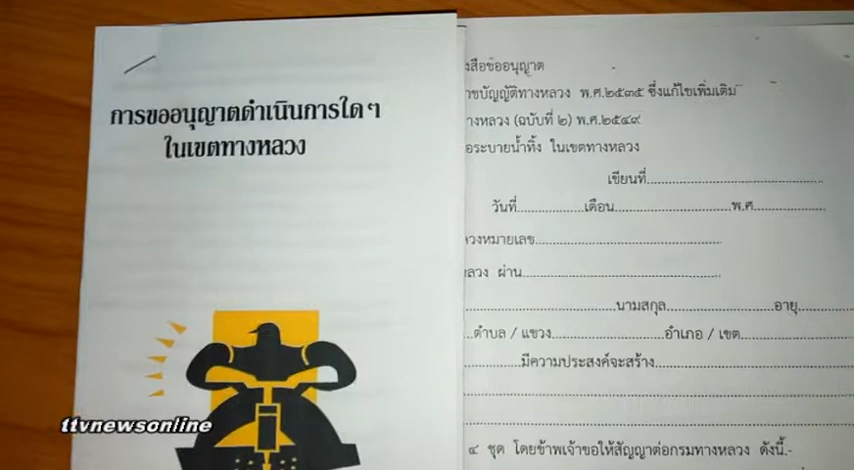 การขออนุญาตดำเนินการใดๆ
ในเขตทางหลวง
ttvnewsonline
งสือขออนุญาต
าชบัญญัติทางหลวง พ.ศ.๒๕๓๕ ซึ่งแก้ไขเพิ่มเติม
างหลวง (ฉบับที่ ๒) พ.ศ.๒๕๔๙
อระบายน้ำทิ้ง ในเขตทางหลวง
เขียนที่
วันที่ เดือน พ.ศ.
วงหมายเลข
หลวง ผ่าน
นามสกุล อายุ
ตำบล / แขวง อำเภอ / เขต
มีความประสงค์จะสร้าง
๔ ชุด โดยข้าพเจ้าขอให้สัญญาต่อกรมทางหลวง ดังนี้.-